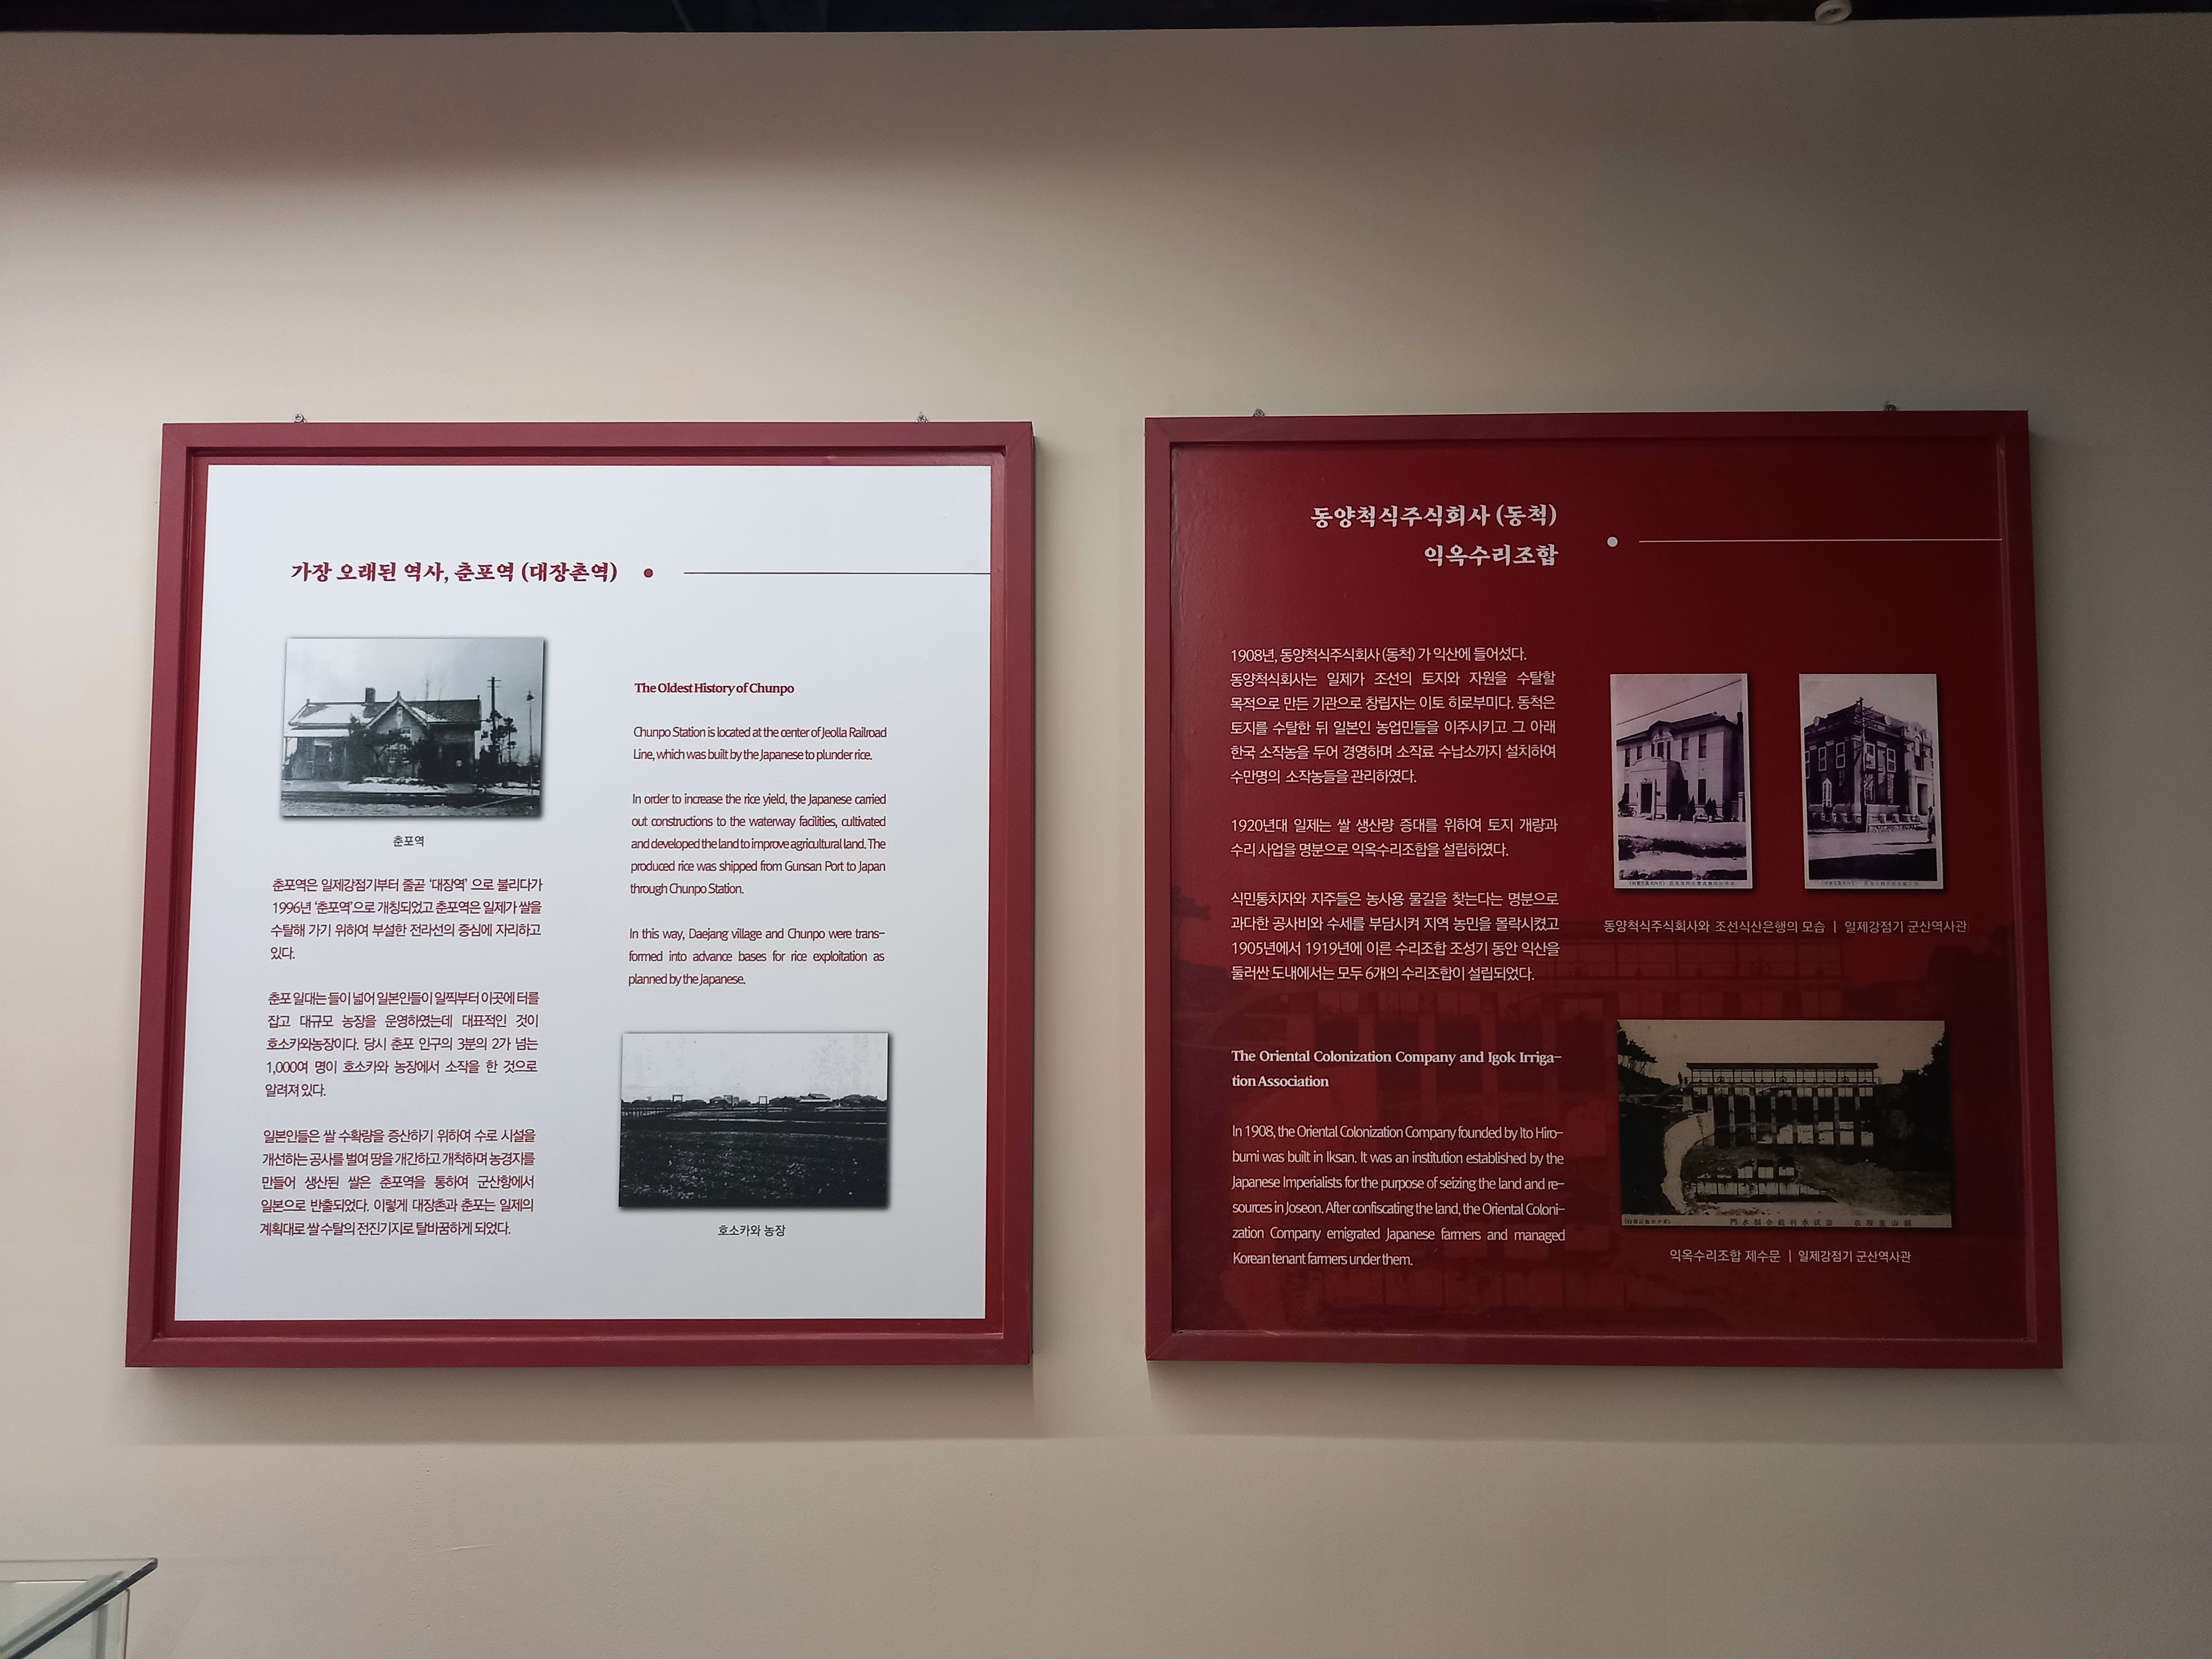 가장 오래된 역사, 춘포역 (대장촌역)
춘포역
춘포역은 일제강점기부터 줄곧 ‘대장역’ 으로 불리다가
1996년 ‘춘포역’으로 개칭되었고 춘포역은 일제가 쌀을
수탈해 가기 위하여 부설한 전라선의 중심에 자리하고
있다.
춘포 일대는 들이 넓어 일본인들이 일찍부터 이곳에 터를
잡고 대규모 농장을 운영하였는데 대표적인 것이
호소카와농장이다. 당시 춘포 인구의 3분의 2가 넘는
1,000여 명이 호소카와 농장에서 소작을 한 것으로
알려져 있다.
일본인들은 쌀 수확량을 증산하기 위하여 수로 시설을
개선하는 공사를 벌여 땅을 개간하고 개척하며 농경지를
만들어 생산된 쌀은 춘포역을 통하여 군산항에서
일본으로 반출되었다. 이렇게 대장촌과 춘포는 일제의
계획대로 쌀 수탈의 전진기지로 탈바꿈하게 되었다.
The Oldest History of Chunpo
Chunpo Station is located at the center of Jeolla Railroad
Line, which was built by the Japanese to plunder rice.
In order to increase the rice yield, the Japanese carried
out constructions to the waterway facilities, cultivated
and developed the land to improve agricultural land. The
produced rice was shipped from Gunsan Port to Japan
through Chunpo Station.
In this way, Daejang village and Chunpo were trans-
formed into advance bases for rice exploitation as
planned by the Japanese.
호소카와 농장
동양척식주식회사 (동척)
익옥수리조합
1908년, 동양척식주식회사 (동척) 가 익산에 들어섰다.
동양척식회사는 일제가 조선의 토지와 자원을 수탈할
목적으로 만든 기관으로 창립자는 이토 히로부미다. 동척은
토지를 수탈한 뒤 일본인 농업민들을 이주시키고 그 아래
한국 소작농을 두어 경영하며 소작료 수납소까지 설치하여
수만명의 소작농들을 관리하였다.
1920년대 일제는 쌀 생산량 증대를 위하여 토지 개량과
수리 사업을 명분으로 익옥수리조합을 설립하였다.
식민통치자와 지주들은 농사용 물길을 찾는다는 명분으로
과다한 공사비와 수세를 부담시켜 지역 농민을 몰락시켰고
1905년에서 1919년에 이른 수리조합 조성기 동안 익산을
둘러싼 도내에서는 모두 6개의 수리조합이 설립되었다.
The Oriental Colonization Company and Igok Irriga-
tion Association
In 1908, the Oriental Colonization Company founded by Ito Hiro-
bumi was built in Iksan. It was an institution established by the
Japanese Imperialists for the purpose of seizing the land and re-
sources in Joseon. After confiscating the land, the Oriental Coloni-
zation Company emigrated Japanese farmers and managed
Korean tenant farmers under them.
동양척식주식회사와 조선식산은행의 모습 | 일제강점기 군산역사관
익옥수리조합 제수문 | 일제강점기 군산역사관